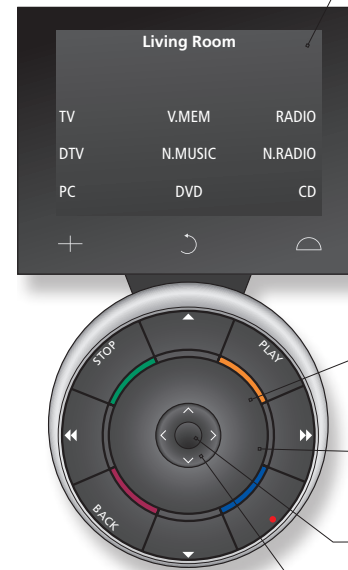 Living Room
TV V.MEM RADIO
DTV N.MUSIC N.RADIO
PC DVD CD
STOP PLAY
BACK